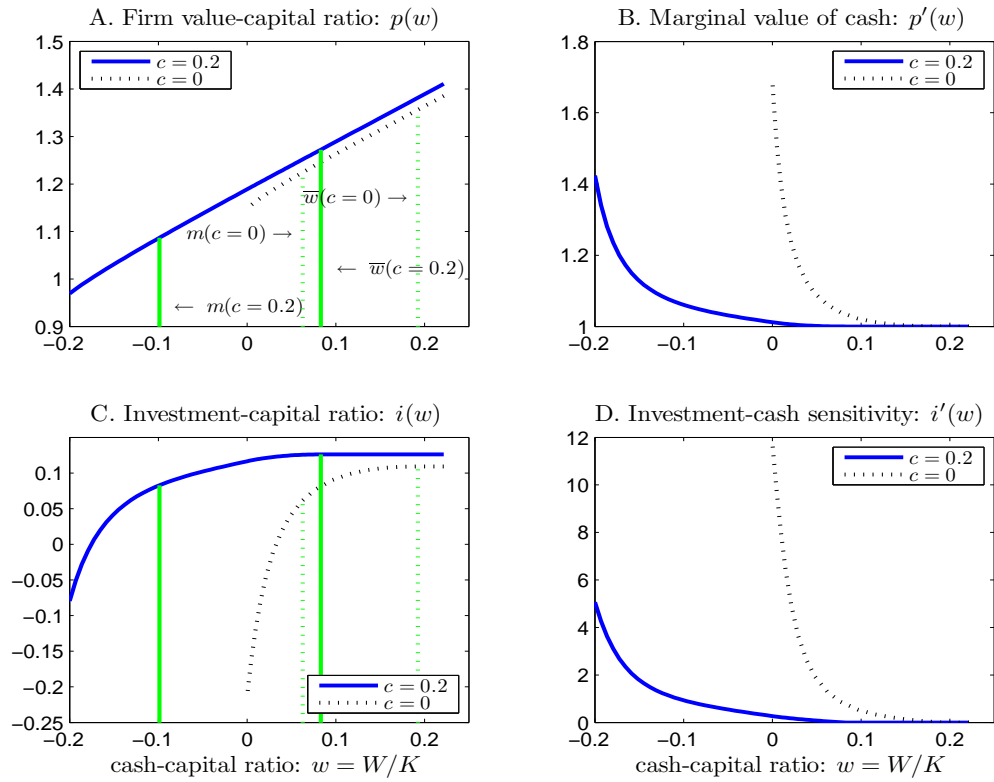 A. Firm value-capital ratio: p(w)
1.5
1.4
1.3
1.2
1.1
1
0.9
−0.2
−0.1
0
0.1
0.2
c = 0.2
c = 0
w̅(c = 0) →
m(c = 0) →
← w̅(c = 0.2)
← m(c = 0.2)
B. Marginal value of cash: p′(w)
1.8
1.6
1.4
1.2
1
−0.2
−0.1
0
0.1
0.2
c = 0.2
c = 0
C. Investment-capital ratio: i(w)
0.1
0.05
0
−0.05
−0.1
−0.15
−0.2
−0.25
−0.2
−0.1
0
0.1
0.2
c = 0.2
c = 0
cash-capital ratio: w = W/K
D. Investment-cash sensitivity: i′(w)
12
10
8
6
4
2
0
−0.2
−0.1
0
0.1
0.2
c = 0.2
c = 0
cash-capital ratio: w = W/K